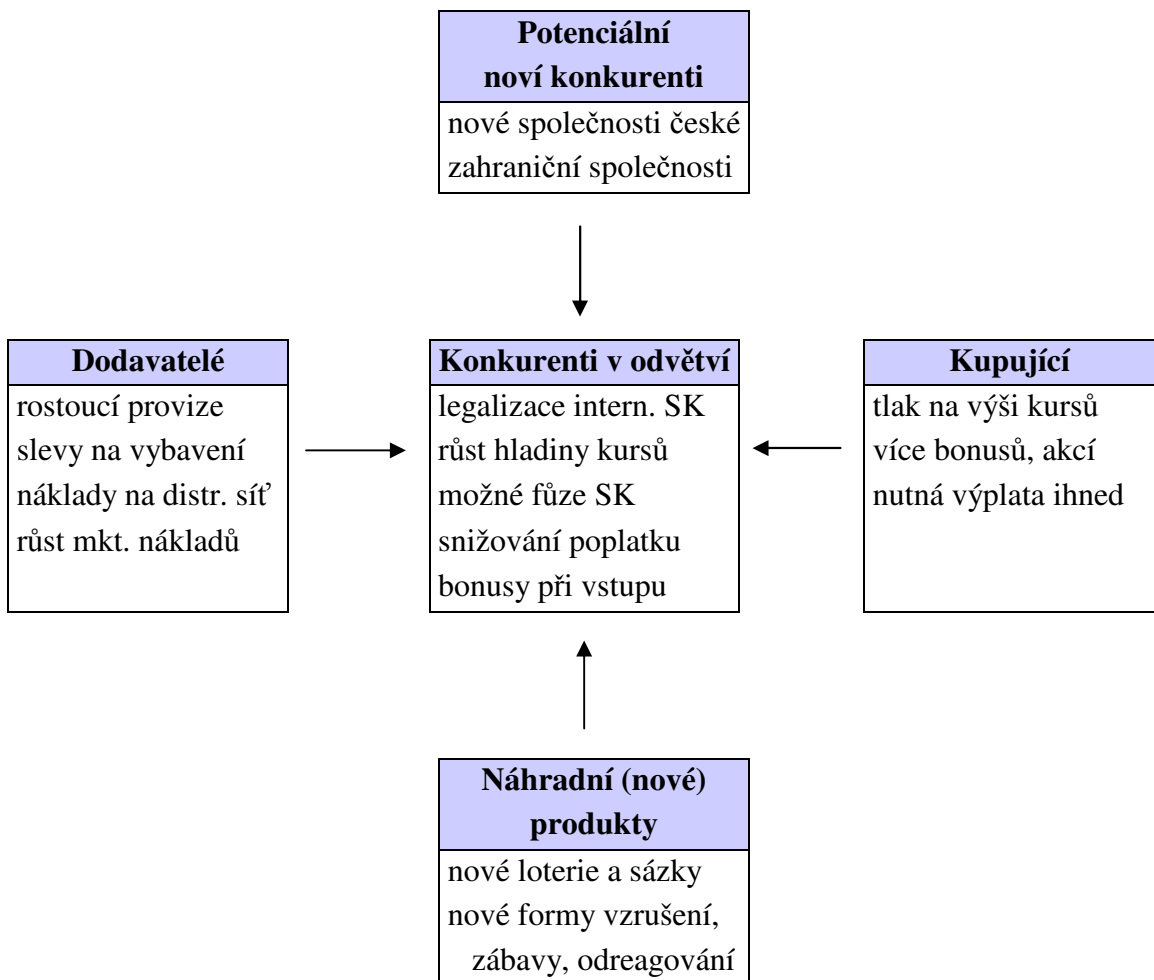 Potenciální
noví konkurenti
nové společnosti české
zahraniční společnosti
Dodavatelé
rostoucí provize
slevy na vybavení
náklady na distr. síť
růst mkt. nákladů
Konkurenti v odvětví
legalizace intern. SK
růst hladiny kursů
možné fůze SK
snižování poplatku
bonusy při vstupu
Kupující
tlak na výši kursů
více bonusů, akcí
nutná výplata ihned
Náhradní (nové)
produkty
nové loterie a sázky
nové formy vzrušení,
zábavy, odreagování